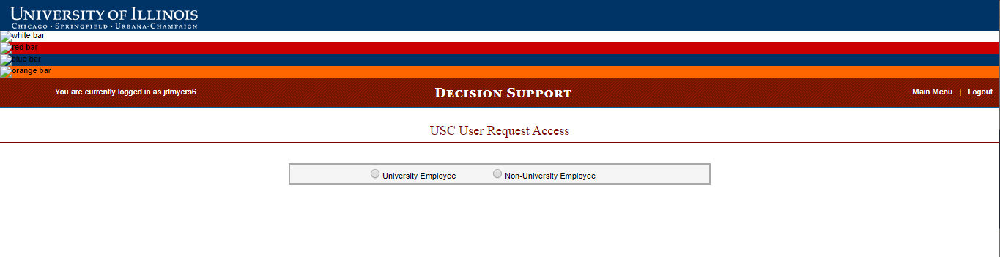 UNIVERSITY OF ILLINOIS
CHICAGO • SPRINGFIELD • URBANA-CHAMPAIGN
white bar
red bar
blue bar
orange bar
You are currently logged in as jdmyers6
DECISION SUPPORT
Main Menu | Logout
USC User Request Access
University Employee Non-University Employee